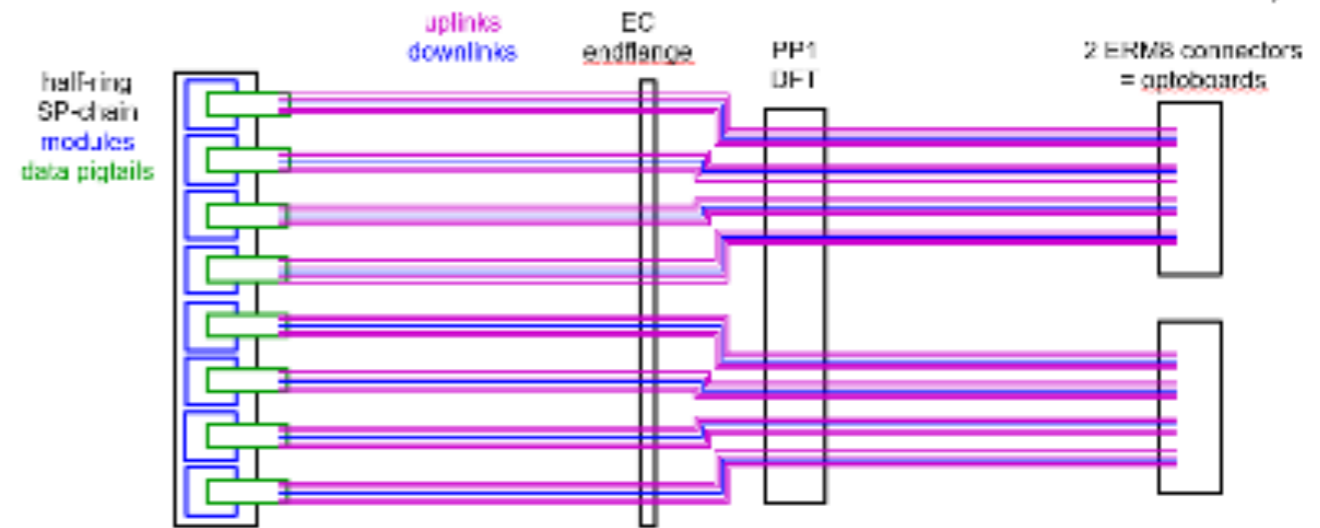 uplinks
downlinks
EC
endflange
PP1
DFT
2 ERM8 connectors
= optoboards
half-ring
SP-chain
modules
data pigtails